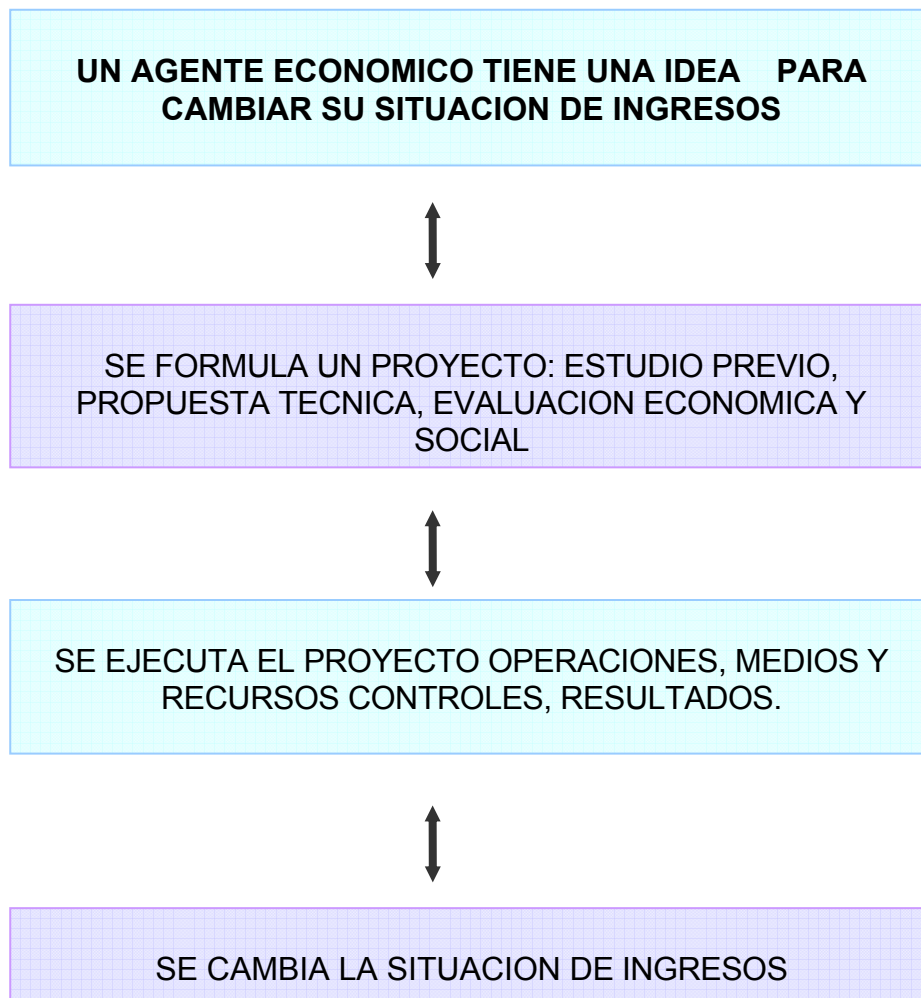 UN AGENTE ECONOMICO TIENE UNA IDEA PARA
CAMBIAR SU SITUACION DE INGRESOS
SE FORMULA UN PROYECTO: ESTUDIO PREVIO,
PROPUESTA TECNICA, EVALUACION ECONOMICA Y
SOCIAL
SE EJECUTA EL PROYECTO OPERACIONES, MEDIOS Y
RECURSOS CONTROLES, RESULTADOS.
SE CAMBIA LA SITUACION DE INGRESOS